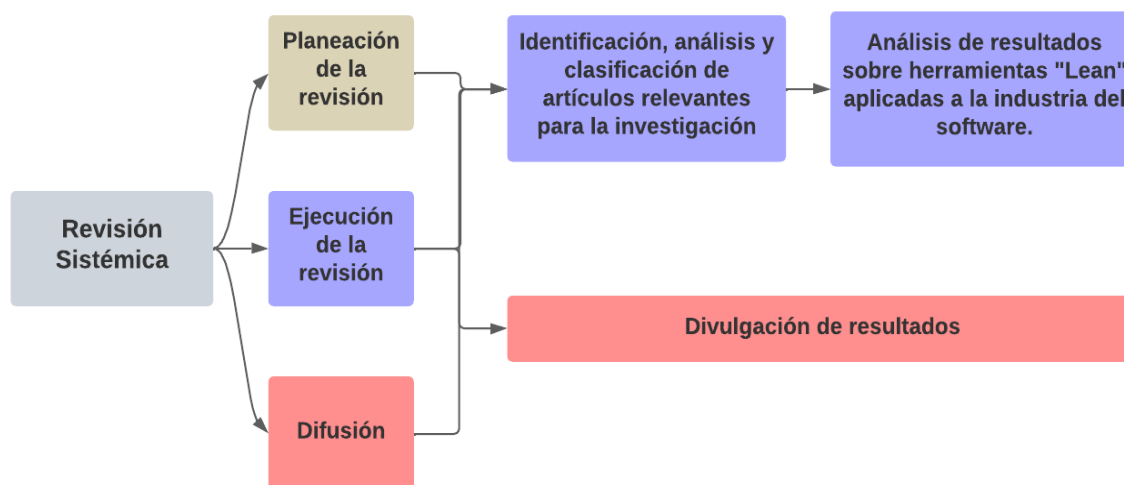 Planeación
de la
revisión
Identificación, análisis y
clasificación de
artículos relevantes
para la investigación
Análisis de resultados
sobre herramientas "Lean"
aplicadas a la industria del
software.
Revisión
Sistémica
Ejecución
de la
revisión
Divulgación de resultados
Difusión